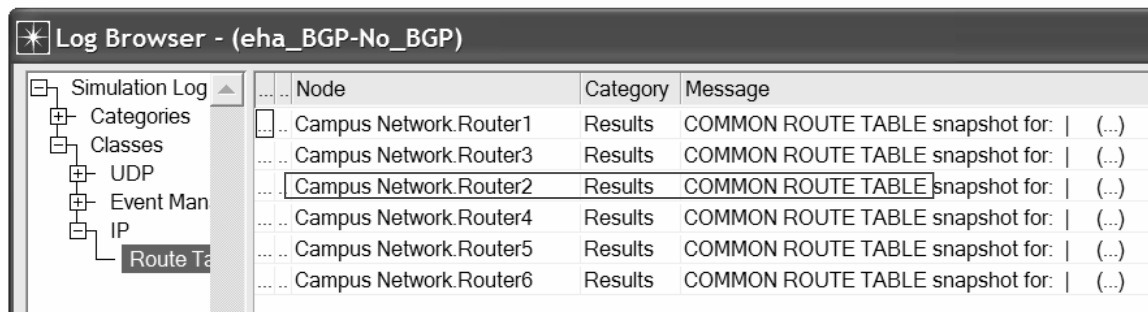 Log Browser - (eha_BGP-No_BGP)
Simulation Log
Categories
Classes
UDP
Event Man
IP
Route Ta
... .. Node Category Message
... .. Campus Network.Router1 Results COMMON ROUTE TABLE snapshot for: | (...)
... .. Campus Network.Router3 Results COMMON ROUTE TABLE snapshot for: | (...)
... .. Campus Network.Router2 Results COMMON ROUTE TABLE snapshot for: | (...)
... .. Campus Network.Router4 Results COMMON ROUTE TABLE snapshot for: | (...)
... .. Campus Network.Router5 Results COMMON ROUTE TABLE snapshot for: | (...)
... .. Campus Network.Router6 Results COMMON ROUTE TABLE snapshot for: | (...)